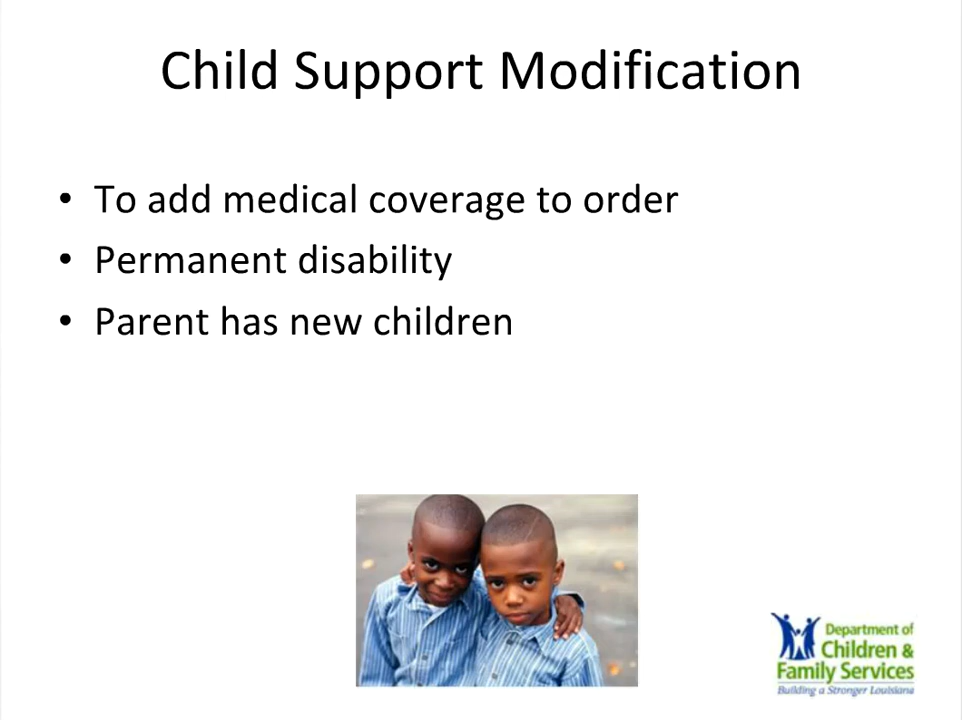 Child Support Modification
• To add medical coverage to order
• Permanent disability
• Parent has new children
Department of
Children &
Family Services
Building a Stronger Louisiana